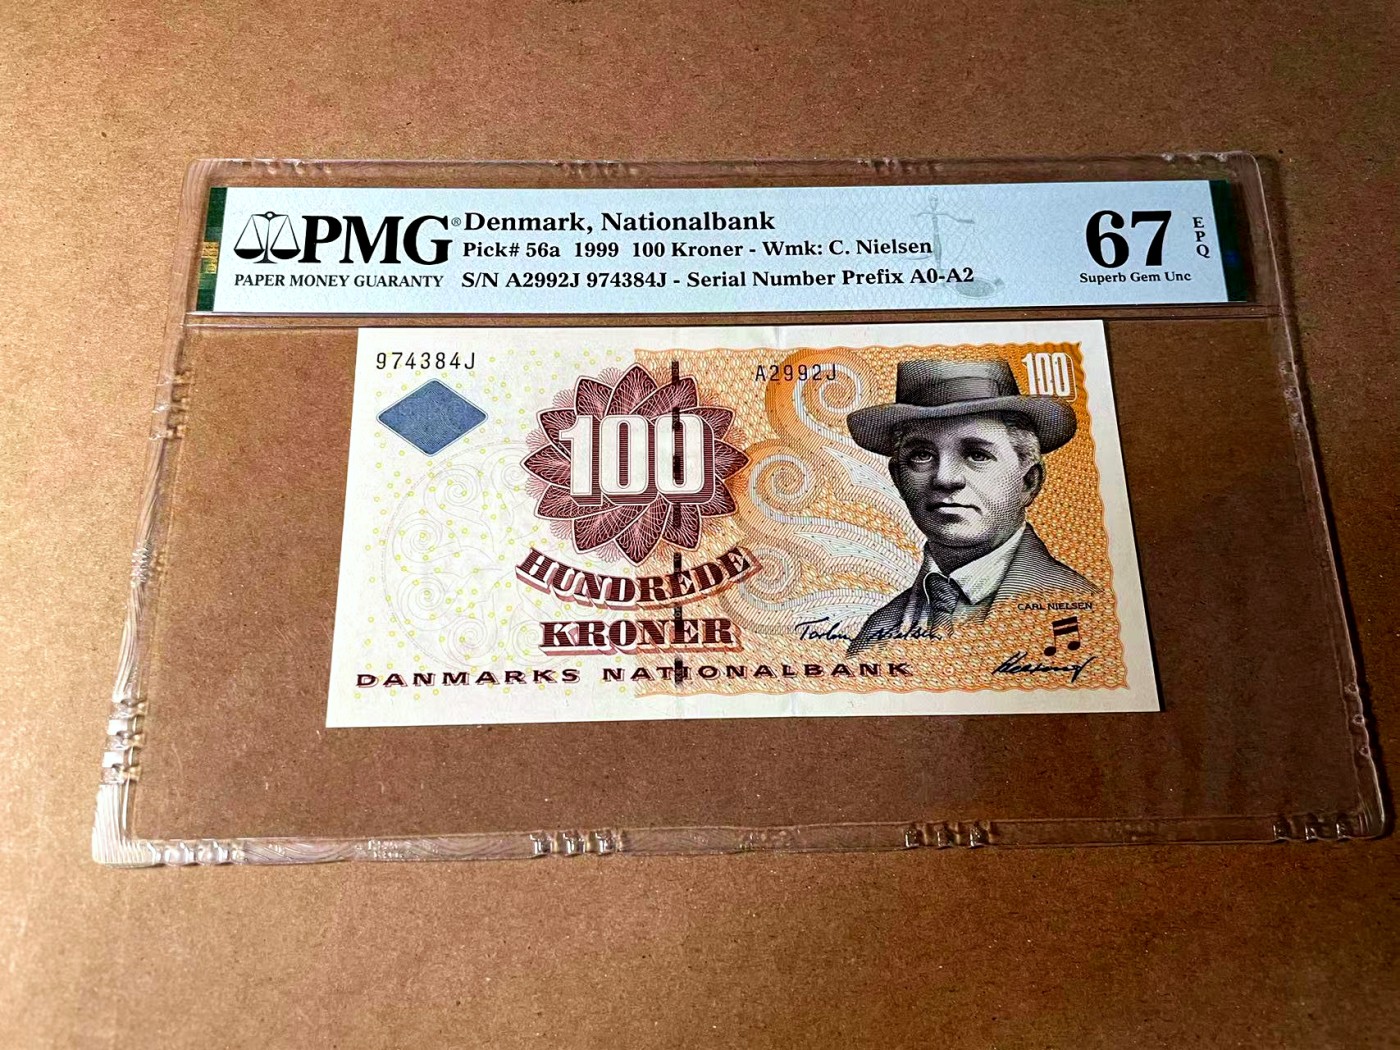 PMG®
PAPER MONEY GUARANTY
Denmark, Nationalbank
Pick# 56a 1999 100 Kroner - Wmk: C. Nielsen
S/N A2992J 974384J - Serial Number Prefix A0-A2
67
EPQ
Superb Gem Unc
974384J
A2992J
100
100
HUNDREDE
KRONER
CARL NIELSEN
DANMARKS NATIONALBANK